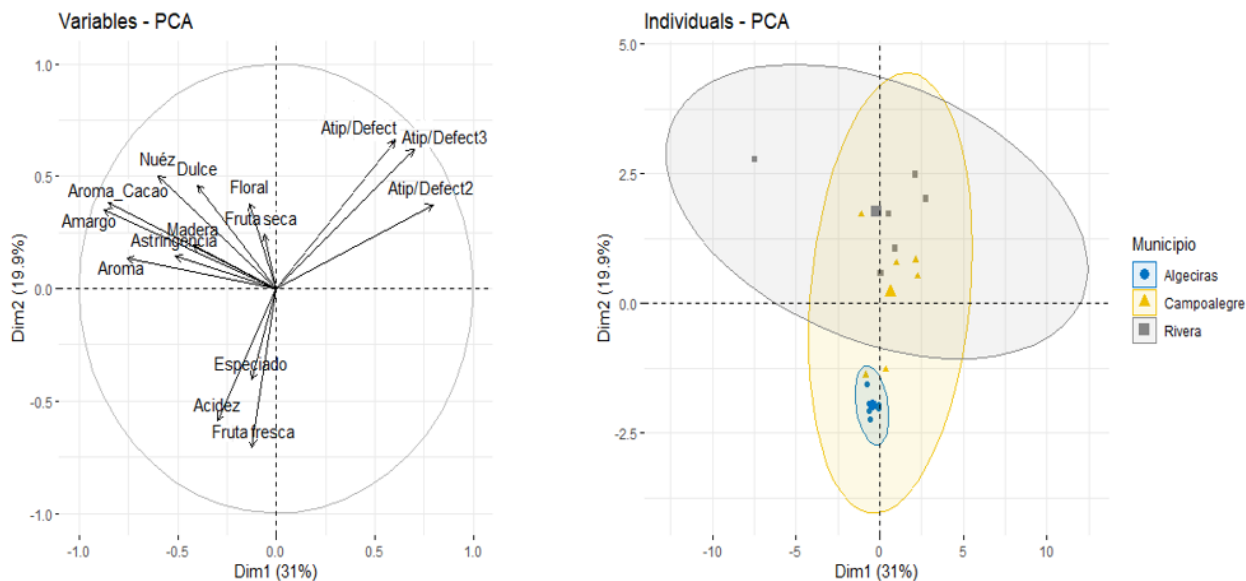 Variables - PCA
1.0
0.5
0.0
-0.5
-1.0
Dim2 (19.9%)
Atip/Defect
Atip/Defect3
Atip/Defect2
Nuéz
Dulce
Floral
Aroma_Cacao
Amargo
Madera
Fruta seca
Astringencia
Aroma
Especiado
Acidez
Fruta fresca
-1.0 -0.5 0.0 0.5 1.0
Dim1 (31%)
Individuals - PCA
5.0
2.5
0.0
-2.5
Dim2 (19.9%)
-10 -5 0 5 10
Dim1 (31%)
Municipio
Algeciras
Campoalegre
Rivera